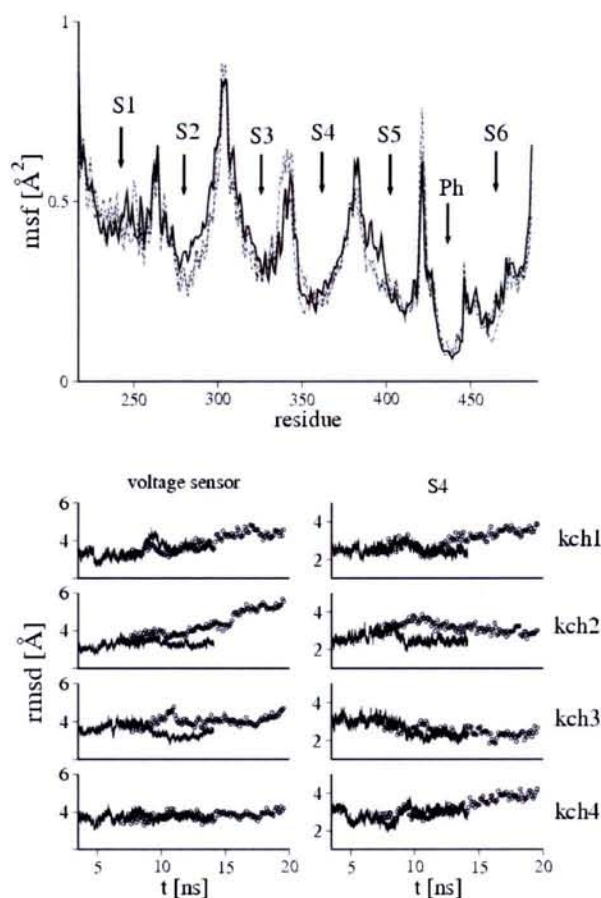 1
S1
S2
S3
S4
S5
S6
Ph
0.5
msf [Å²]
0
250 300 350 400 450
residue
voltage sensor
S4
6
4
4
2
kch1
6
4
4
2
kch2
6
4
4
2
kch3
6
4
4
2
kch4
rmsd [Å]
5 10 15 20
5 10 15 20
t [ns]
t [ns]